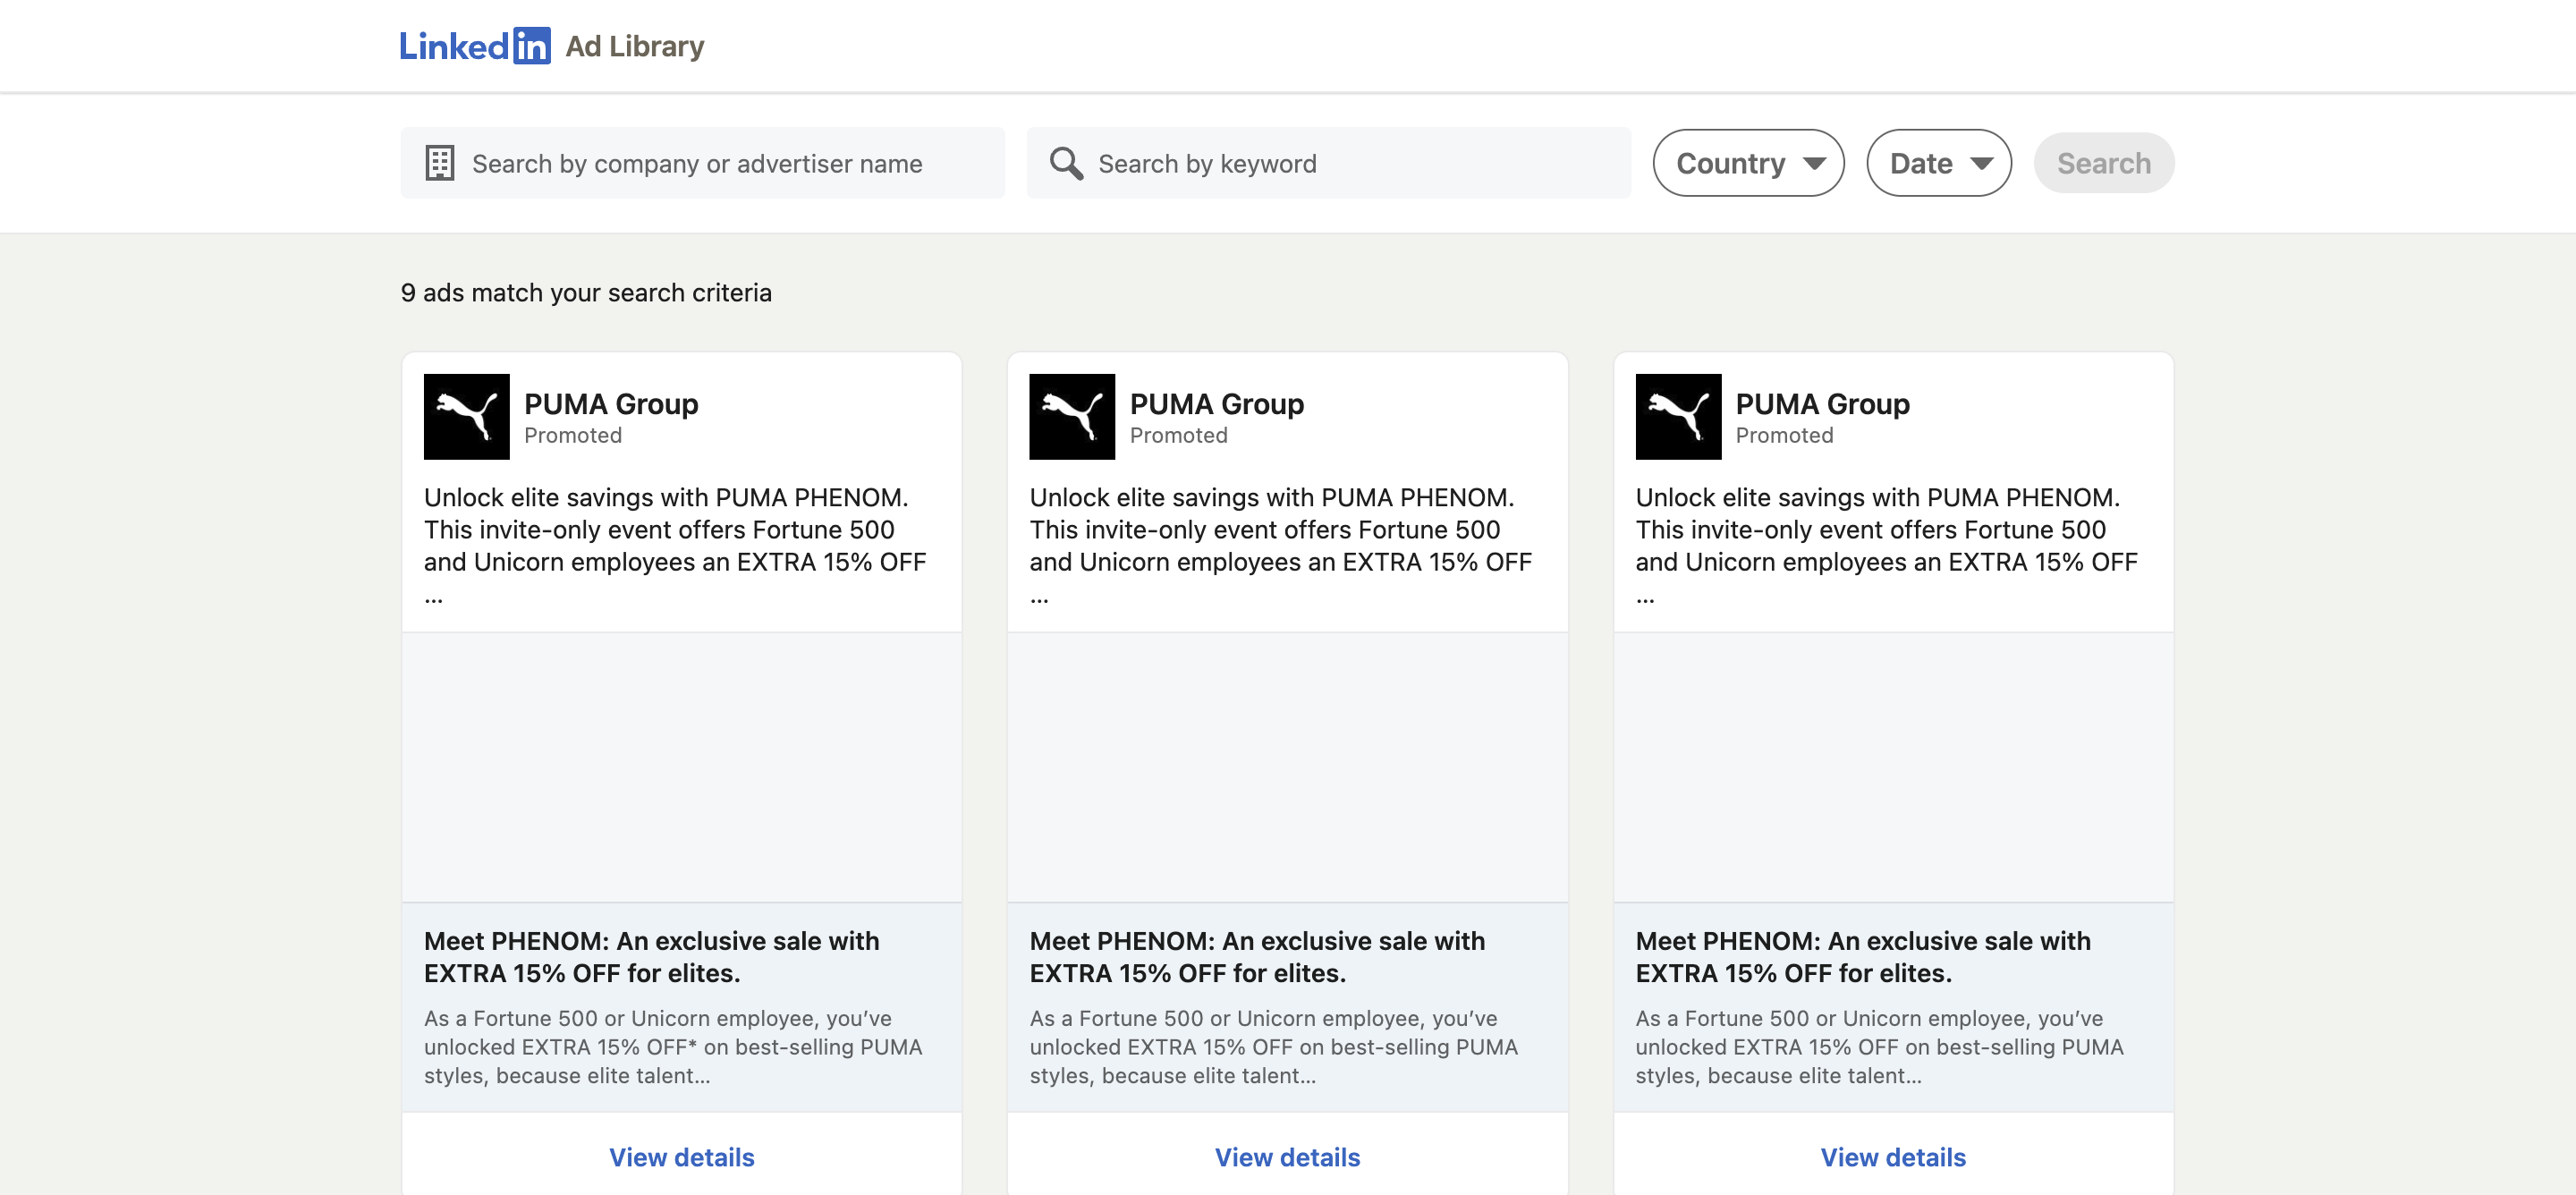 LinkedIn Ad Library
Search by company or advertiser name
Search by keyword
Country
Date
Search
9 ads match your search criteria
PUMA Group
Promoted
Unlock elite savings with PUMA PHENOM.
This invite-only event offers Fortune 500
and Unicorn employees an EXTRA 15% OFF
...
Meet PHENOM: An exclusive sale with
EXTRA 15% OFF for elites.
As a Fortune 500 or Unicorn employee, you’ve
unlocked EXTRA 15% OFF* on best-selling PUMA
styles, because elite talent...
View details
PUMA Group
Promoted
Unlock elite savings with PUMA PHENOM.
This invite-only event offers Fortune 500
and Unicorn employees an EXTRA 15% OFF
...
Meet PHENOM: An exclusive sale with
EXTRA 15% OFF for elites.
As a Fortune 500 or Unicorn employee, you’ve
unlocked EXTRA 15% OFF on best-selling PUMA
styles, because elite talent...
View details
PUMA Group
Promoted
Unlock elite savings with PUMA PHENOM.
This invite-only event offers Fortune 500
and Unicorn employees an EXTRA 15% OFF
...
Meet PHENOM: An exclusive sale with
EXTRA 15% OFF for elites.
As a Fortune 500 or Unicorn employee, you’ve
unlocked EXTRA 15% OFF on best-selling PUMA
styles, because elite talent...
View details